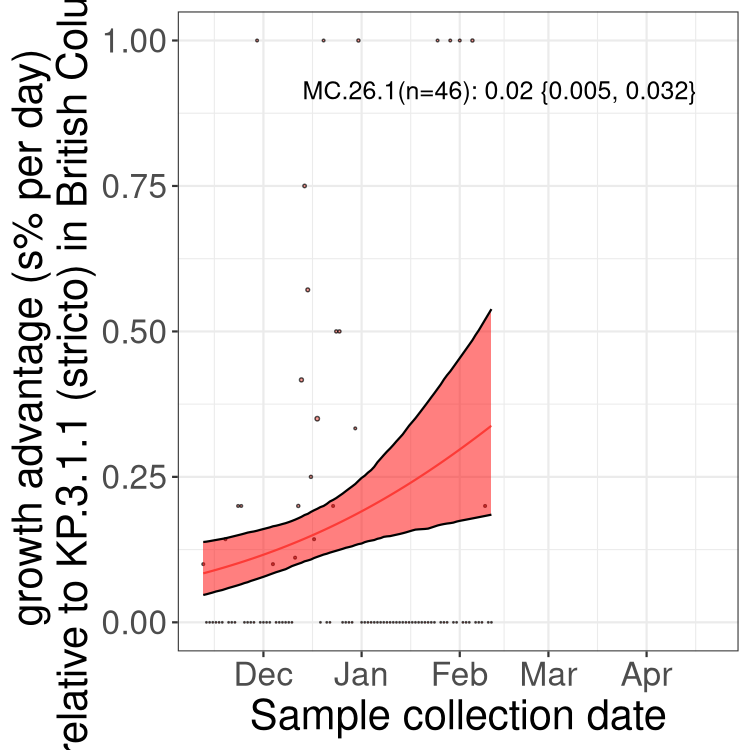 growth advantage (s% per day)
relative to KP.3.1.1 (stricto) in British Colu
1.00
0.75
0.50
0.25
0.00
MC.26.1(n=46): 0.02 {0.005, 0.032}
Dec Jan Feb Mar Apr
Sample collection date